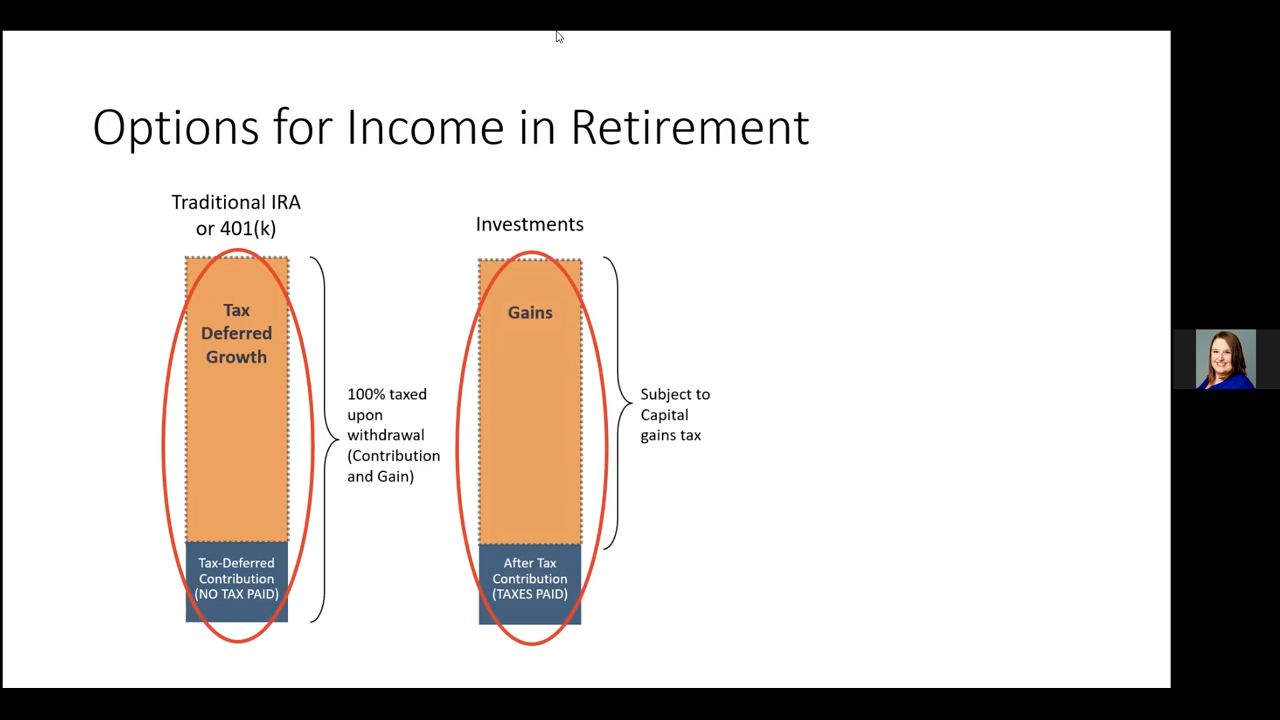 Options for Income in Retirement
Traditional IRA
or 401(k)
Tax
Deferred
Growth
100% taxed
upon
withdrawal
(Contribution
and Gain)
Tax-Deferred
Contribution
(NO TAX PAID)
Investments
Gains
Subject to
Capital
gains tax
After Tax
Contribution
(TAXES PAID)